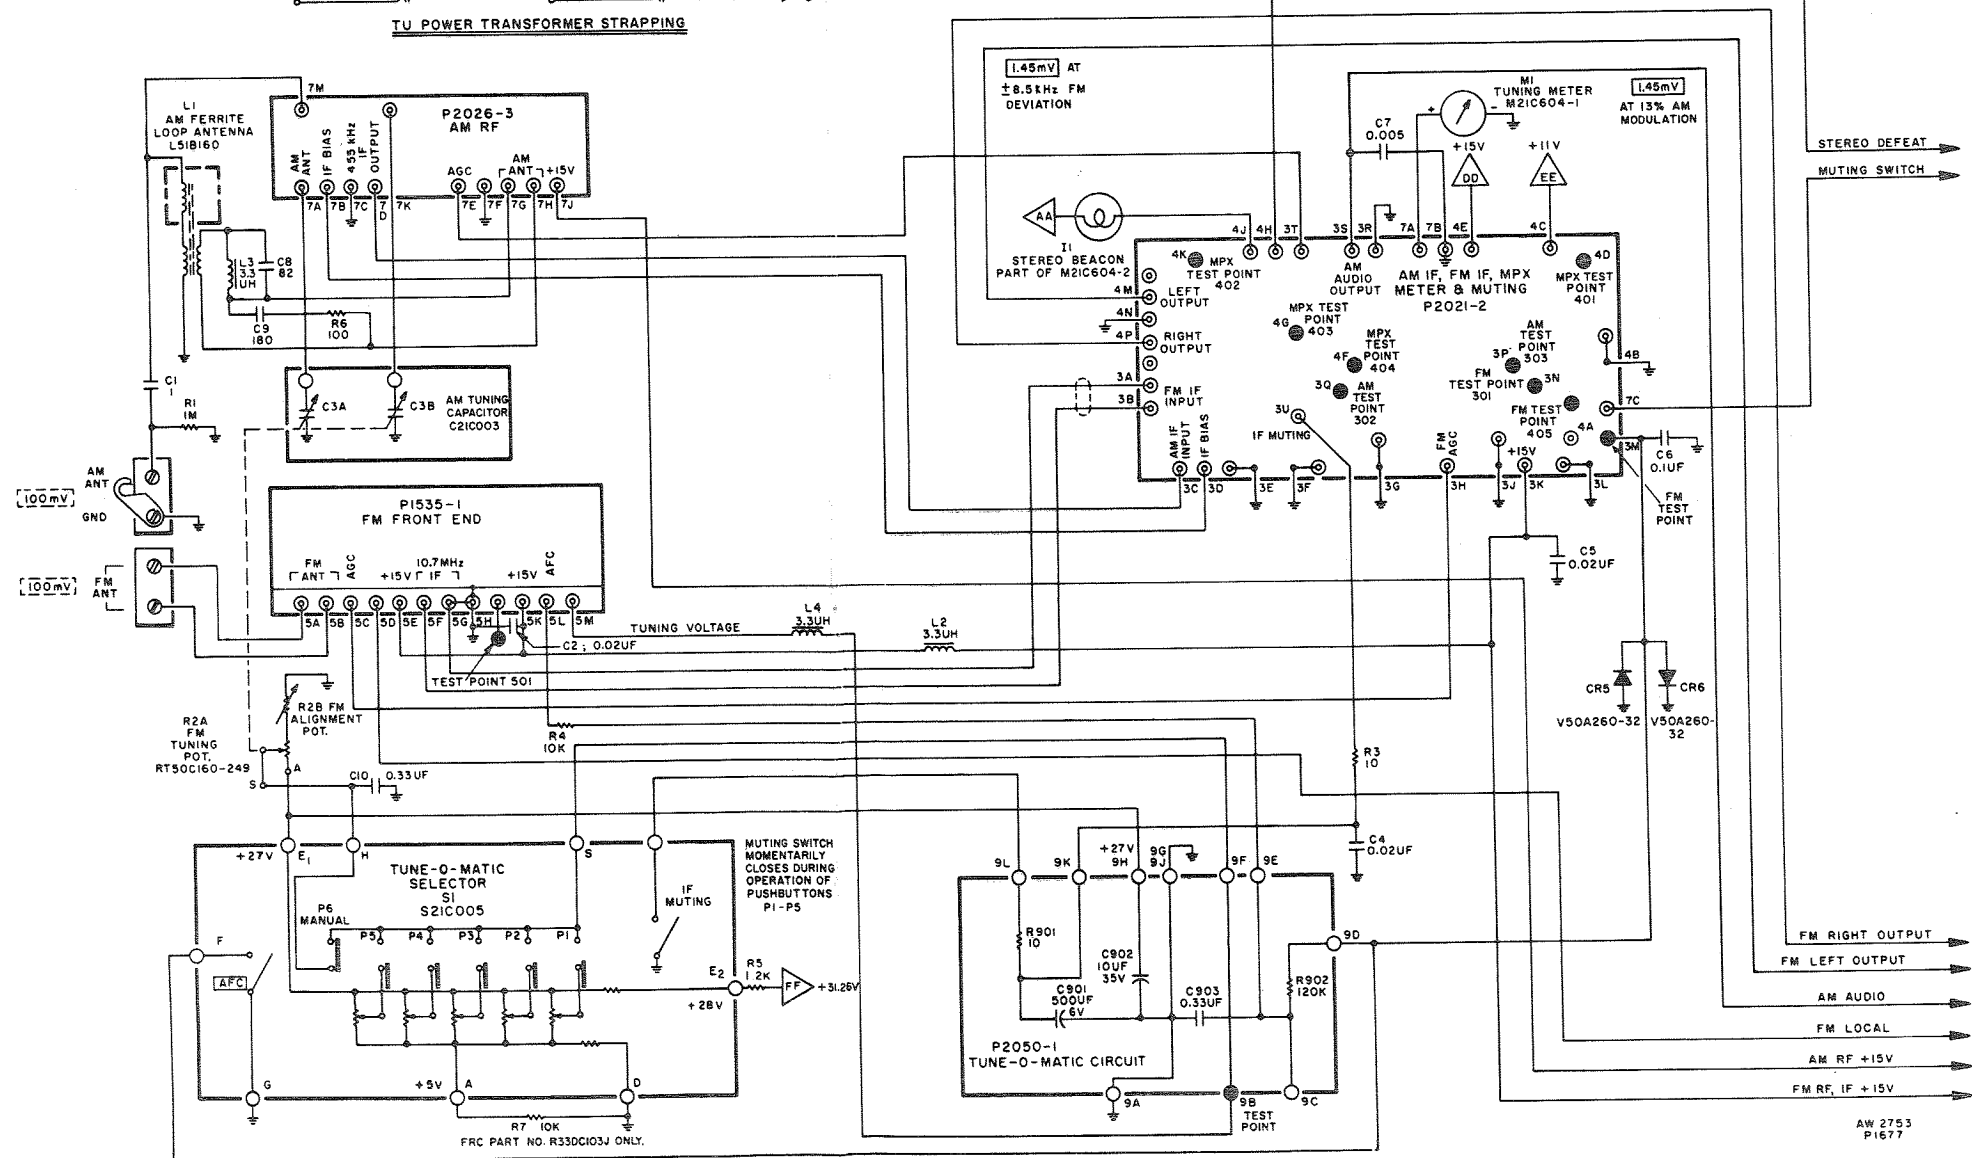 TU POWER TRANSFORMER STRAPPING
7M
L1
AM FERRITE
LOOP ANTENNA
L51B160
P2026-3
AM RF
AM
ANT
IF BIAS
455 kHz
IF
OUTPUT
AGC
AM
ANT
+15V
7A
7B
7C
7
D
7K
7E
7F
7G
7H
7J
L3
3.3
UH
C8
82
C9
180
R6
100
C1
1
R1
1M
C3A
C3B
AM TUNING
CAPACITOR
C21C003
AM
ANT
100mV
GND
100mV
FM
ANT
P1535-1
FM FRONT END
FM
ANT
AGC
+15V
10.7MHz
IF
+15V
AFC
5A
5B
5C
5D
5E
5F
5G
5H
5K
5L
5M
TUNING VOLTAGE
L4
3.3UH
L2
3.3UH
C2 ; 0.02UF
TEST POINT 501
R2B FM
ALIGNMENT
POT.
R2A
FM
TUNING
POT.
RT50C160-249
A
S
C10
0.33UF
R4
10K
+27V
E1
H
S
TUNE-O-MATIC
SELECTOR
S1
S21C005
P6
MANUAL
P5
P4
P3
P2
P1
IF
MUTING
MUTING SWITCH
MOMENTARILY
CLOSES DURING
OPERATION OF
PUSHBUTTONS
P1-P5
F
AFC
E2
R5
1.2K
FF
+31.26V
+28V
G
+5V
A
D
R7
10K
FRC PART NO. R33DC103J ONLY.
1.45mV AT
±8.5kHz FM
DEVIATION
M1
TUNING METER
M21C604-1
+
-
1.45mV
AT 13% AM
MODULATION
C7
0.005
+15V
DD
+11V
EE
AA
I1
STEREO BEACON
PART OF M21C604-2
4J
4H
3T
3S
3R
7A
7B
4E
4C
4K
MPX
TEST POINT
402
AM
AUDIO
OUTPUT
AM IF, FM IF, MPX
METER & MUTING
P2021-2
4D
MPX TEST
POINT
401
4M
LEFT
OUTPUT
4N
4P
RIGHT
OUTPUT
MPX TEST
POINT
4G
403
MPX
TEST
4F
POINT
404
AM
TEST
POINT
3P
303
FM
TEST POINT
301
3N
4B
3A
3B
FM IF
INPUT
3Q
AM
TEST
POINT
302
3U
IF MUTING
FM TEST
POINT
405
4A
7C
3M
C6
0.1UF
AM IF
INPUT
IF BIAS
FM
AGC
+15V
3C
3D
3E
3F
3G
3H
3J
3K
3L
FM
TEST
POINT
C5
0.02UF
CR5
V50A260-32
CR6
V50A260-
32
R3
10
C4
0.02UF
9L
9K
+27V
9H
9G
9J
9F
9E
R901
10
C902
10UF
35V
C901
500UF
6V
C903
0.33UF
R902
120K
9D
P2050-1
TUNE-O-MATIC CIRCUIT
9A
9B
TEST
POINT
9C
STEREO DEFEAT
MUTING SWITCH
FM RIGHT OUTPUT
FM LEFT OUTPUT
AM AUDIO
FM LOCAL
AM RF +15V
FM RF, IF +15V
AW 2753
P1677